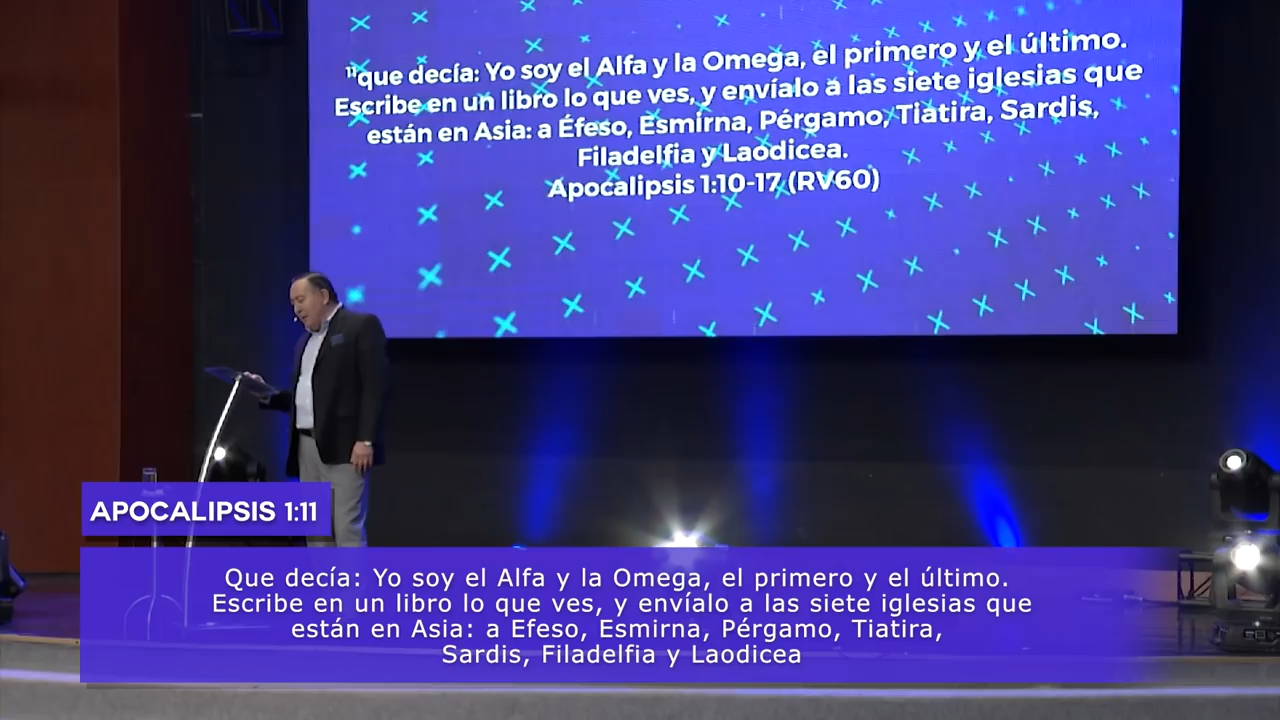 ¹¹que decía: Yo soy el Alfa y la Omega, el primero y el último.
Escribe en un libro lo que ves, y envíalo a las siete iglesias que
están en Asia: a Éfeso, Esmirna, Pérgamo, Tiatira, Sardis,
Filadelfia y Laodicea.
Apocalipsis 1:10-17 (RV60)
APOCALIPSIS 1:11
Que decía: Yo soy el Alfa y la Omega, el primero y el último.
Escribe en un libro lo que ves, y envíalo a las siete iglesias que
están en Asia: a Efeso, Esmirna, Pérgamo, Tiatira,
Sardis, Filadelfia y Laodicea